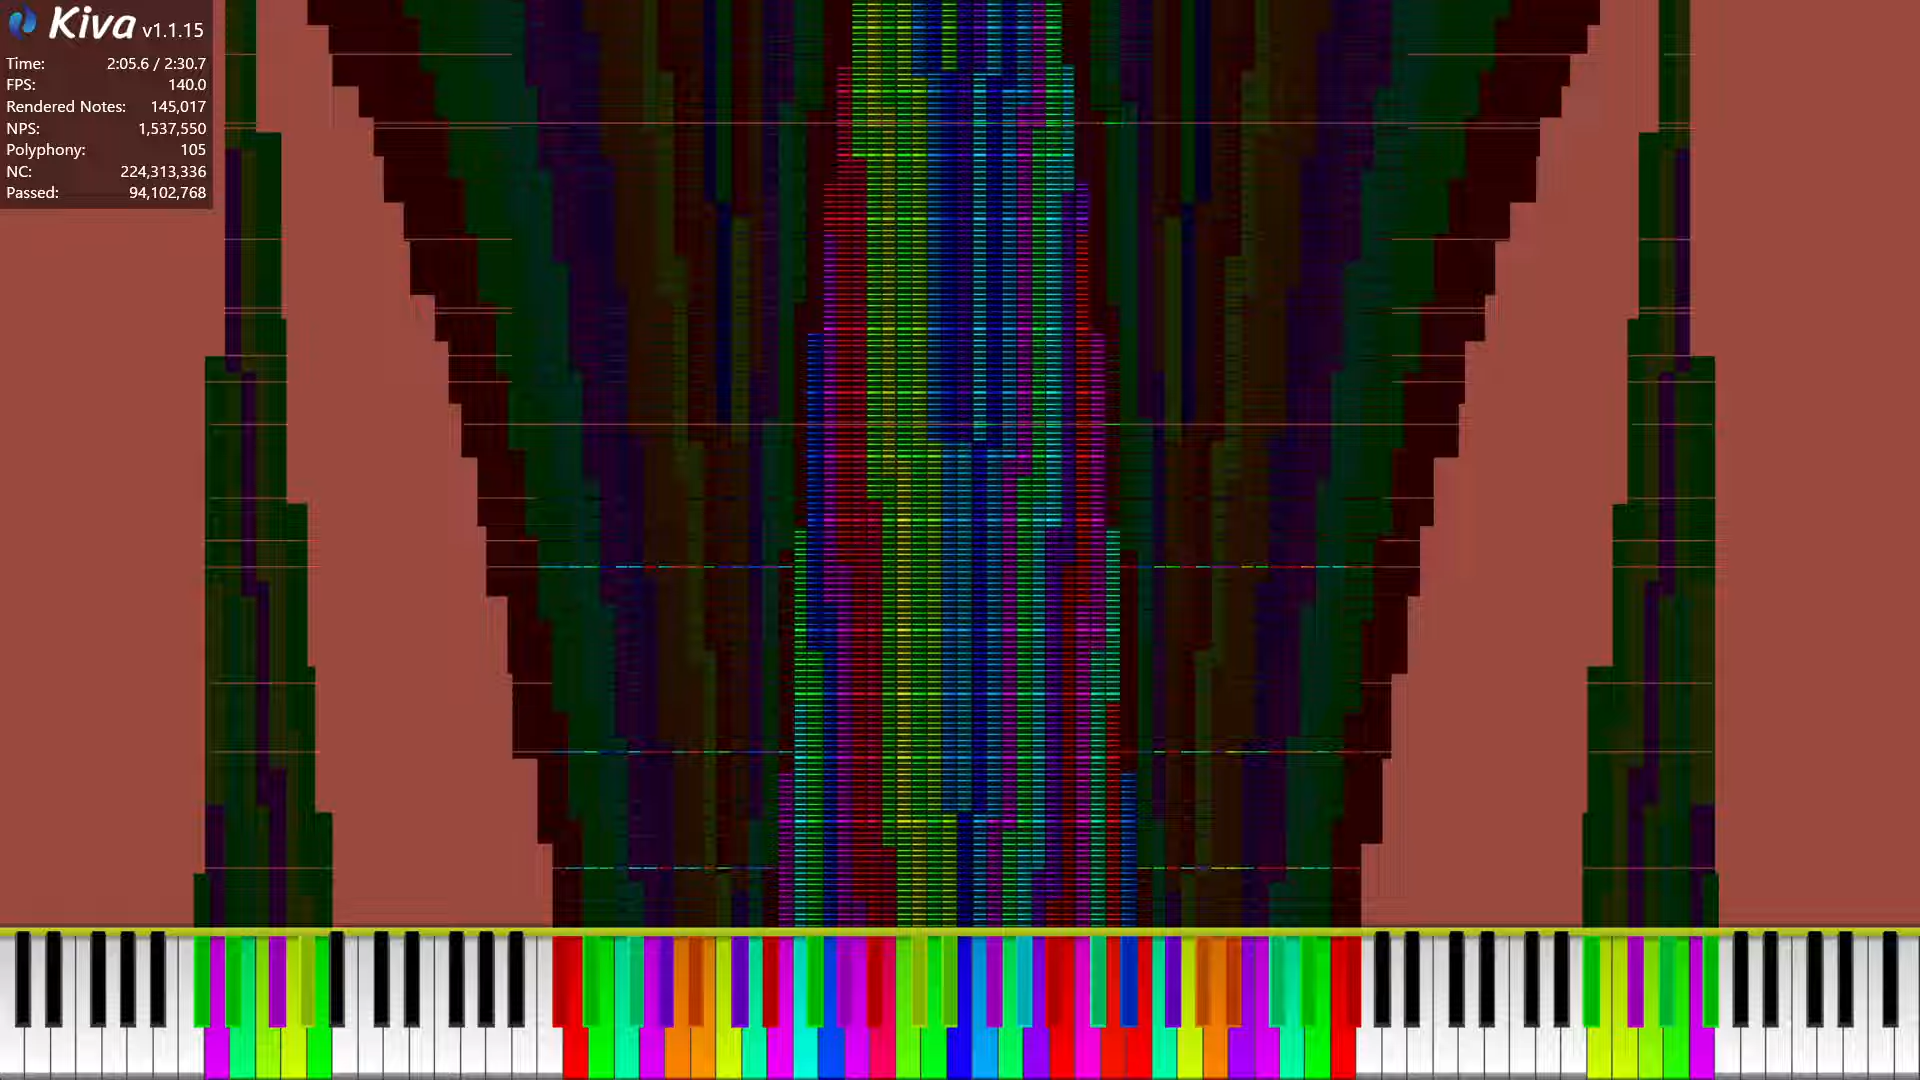 Kiva v1.1.15
Time: 2:05.6 / 2:30.7
FPS: 140.0
Rendered Notes: 145,017
NPS: 1,537,550
Polyphony: 105
NC: 224,313,336
Passed: 94,102,768